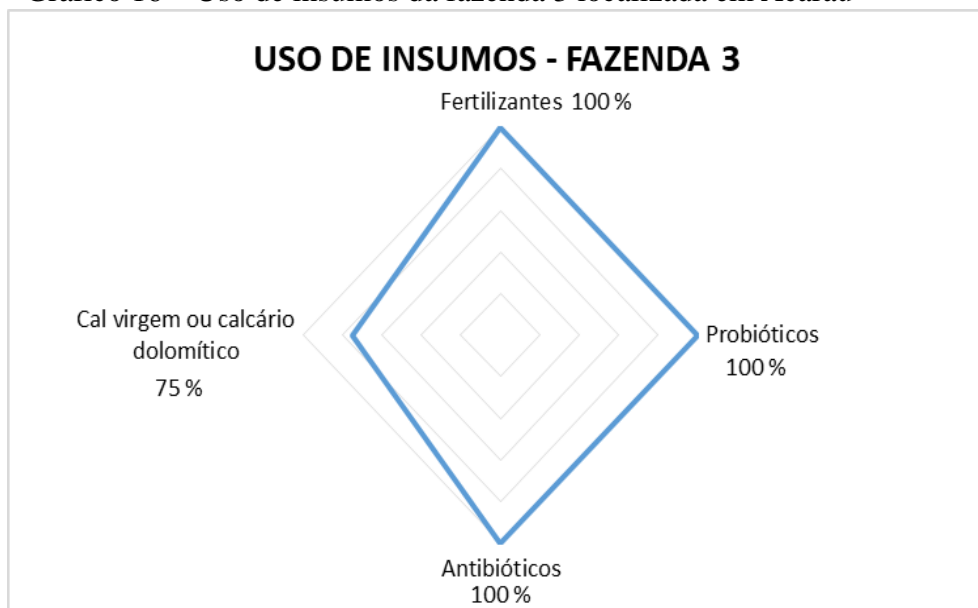 USO DE INSUMOS - FAZENDA 3
Fertilizantes 100 %
Cal virgem ou calcário
dolomítico
75 %
Probióticos
100 %
Antibióticos
100 %